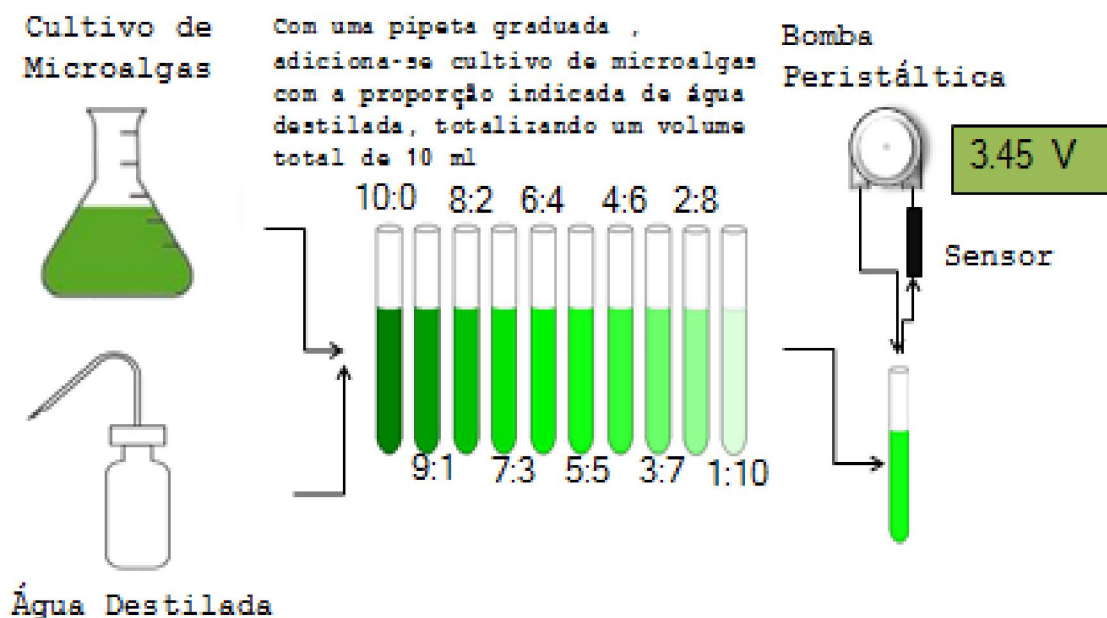 Cultivo de
Microalgas
Com uma pipeta graduada ,
adiciona-se cultivo de microalgas
com a proporção indicada de água
destilada, totalizando um volume
total de 10 ml
Bomba
Peristáltica
3.45 V
10:0 8:2 6:4 4:6 2:8
Sensor
9:1 7:3 5:5 3:7 1:10
Água Destilada